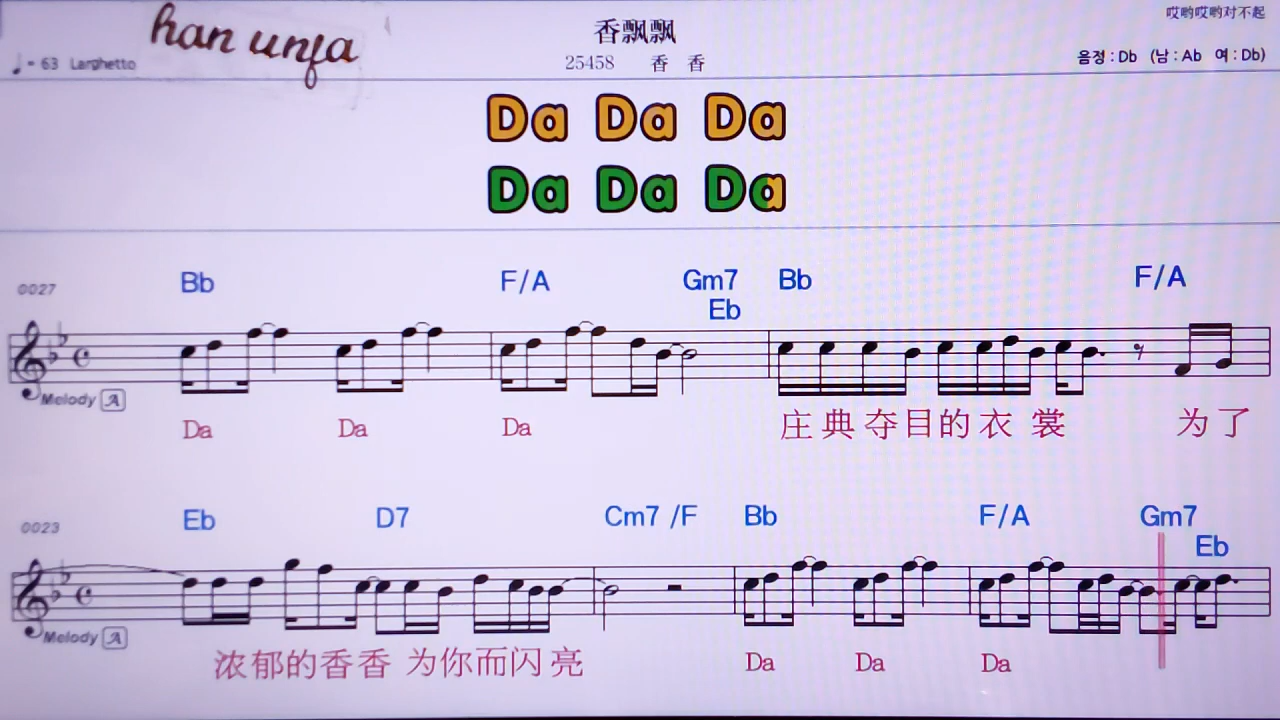 han unfa
哎哟哎哟对不起
香飘飘
♩= 63 Larghetto
25458 香 香
음정 : Db (남 : Ab 여 : Db)
Da Da Da
Da Da Da
Bb F/A Gm7 Bb F/A
Eb
0027
Melody A
Da Da Da 庄典夺目的衣裳 为了
Eb D7 Cm7 /F Bb F/A Gm7
0023 Eb
Melody A
浓郁的香香 为你而闪亮 Da Da Da